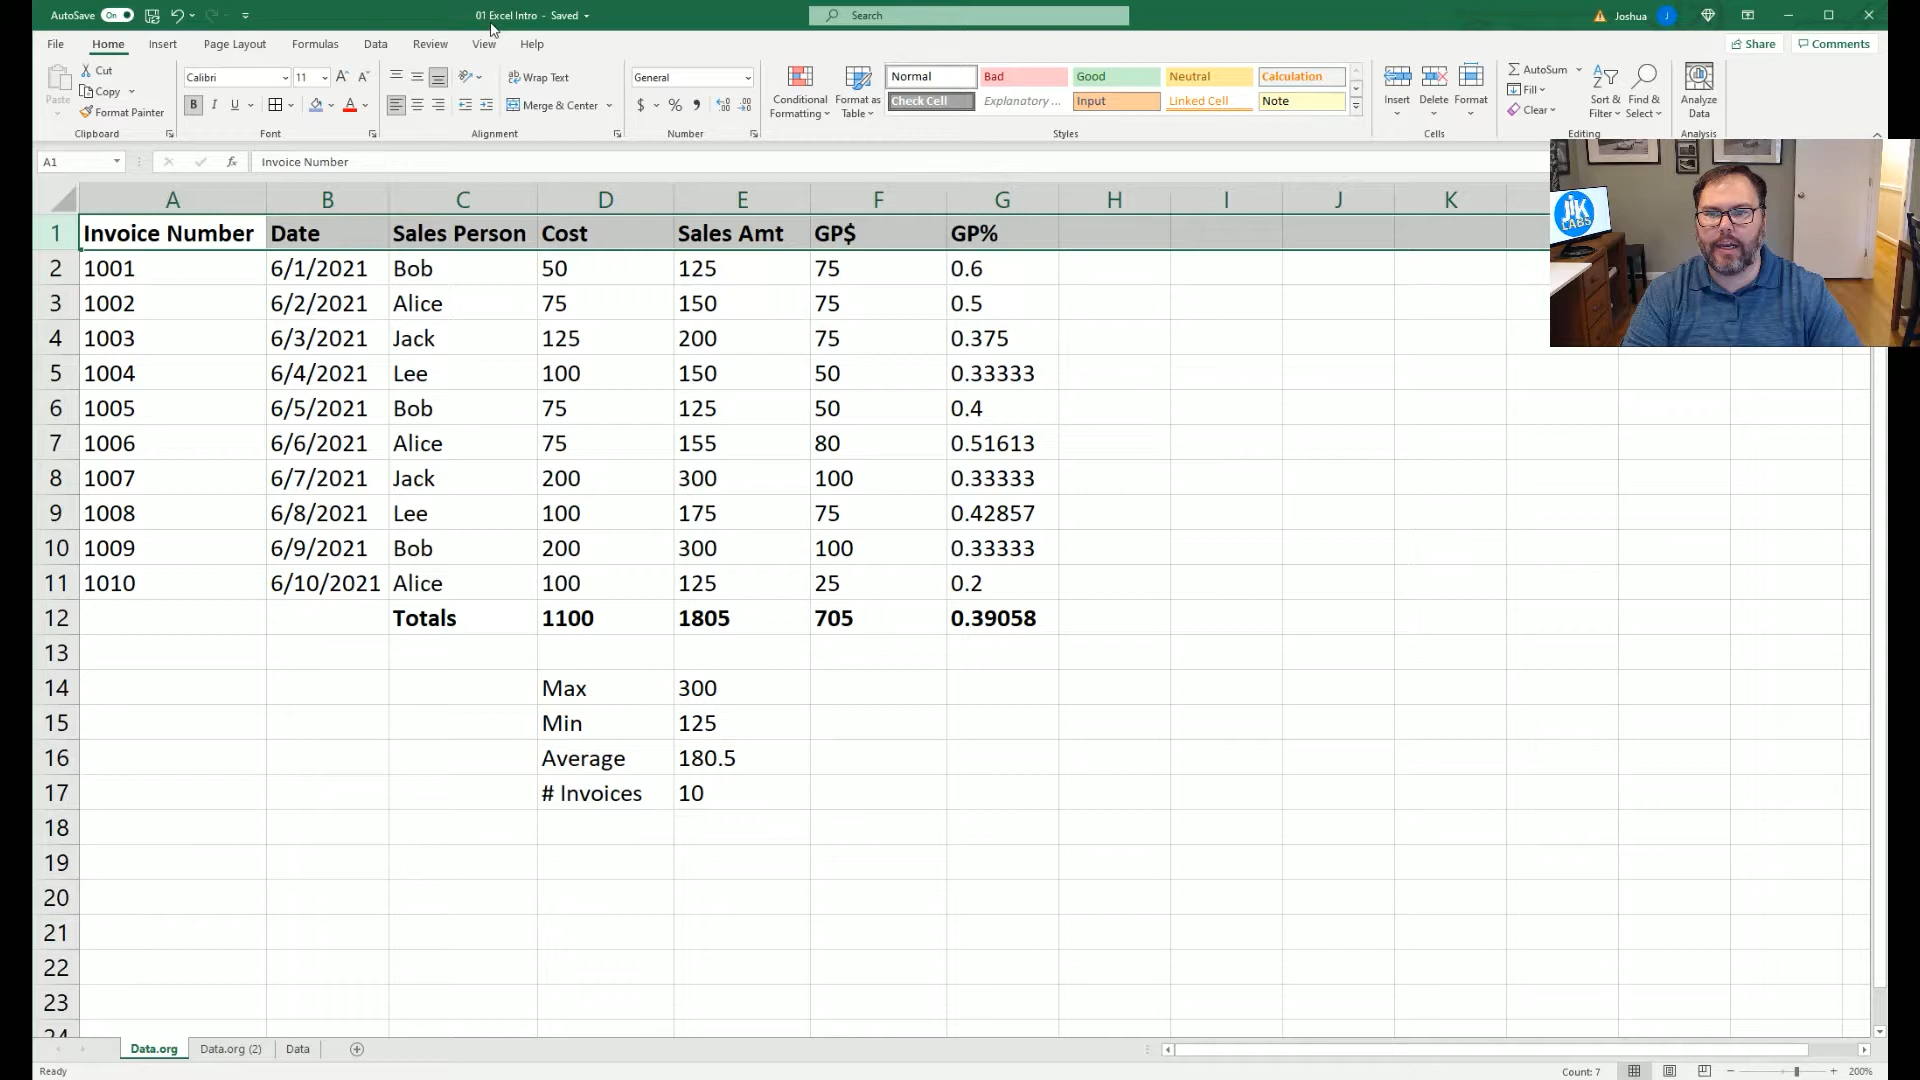 AutoSave On 01 Excel Intro - Saved Search Joshua J
File Home Insert Page Layout Formulas Data Review View Help Share Comments
Paste Cut Copy Format Painter Clipboard
Calibri 11 B I U Font
Wrap Text Merge & Center Alignment
General $ % Number
Conditional Formatting Format as Table
Normal Bad Good Neutral Calculation
Check Cell Explanatory ... Input Linked Cell Note
Styles
Insert Delete Format Cells
AutoSum Fill Clear Sort & Filter Find & Select Editing
Analyze Data Analysis
A1 fx Invoice Number
A B C D E F G H I J K
1 Invoice Number Date Sales Person Cost Sales Amt GP$ GP%
2 1001 6/1/2021 Bob 50 125 75 0.6
3 1002 6/2/2021 Alice 75 150 75 0.5
4 1003 6/3/2021 Jack 125 200 75 0.375
5 1004 6/4/2021 Lee 100 150 50 0.33333
6 1005 6/5/2021 Bob 75 125 50 0.4
7 1006 6/6/2021 Alice 75 155 80 0.51613
8 1007 6/7/2021 Jack 200 300 100 0.33333
9 1008 6/8/2021 Lee 100 175 75 0.42857
10 1009 6/9/2021 Bob 200 300 100 0.33333
11 1010 6/10/2021 Alice 100 125 25 0.2
12 Totals 1100 1805 705 0.39058
13
14 Max 300
15 Min 125
16 Average 180.5
17 # Invoices 10
18
19
20
21
22
23
24
JIK LABS
Data.org Data.org (2) Data
Ready Count: 7 200%